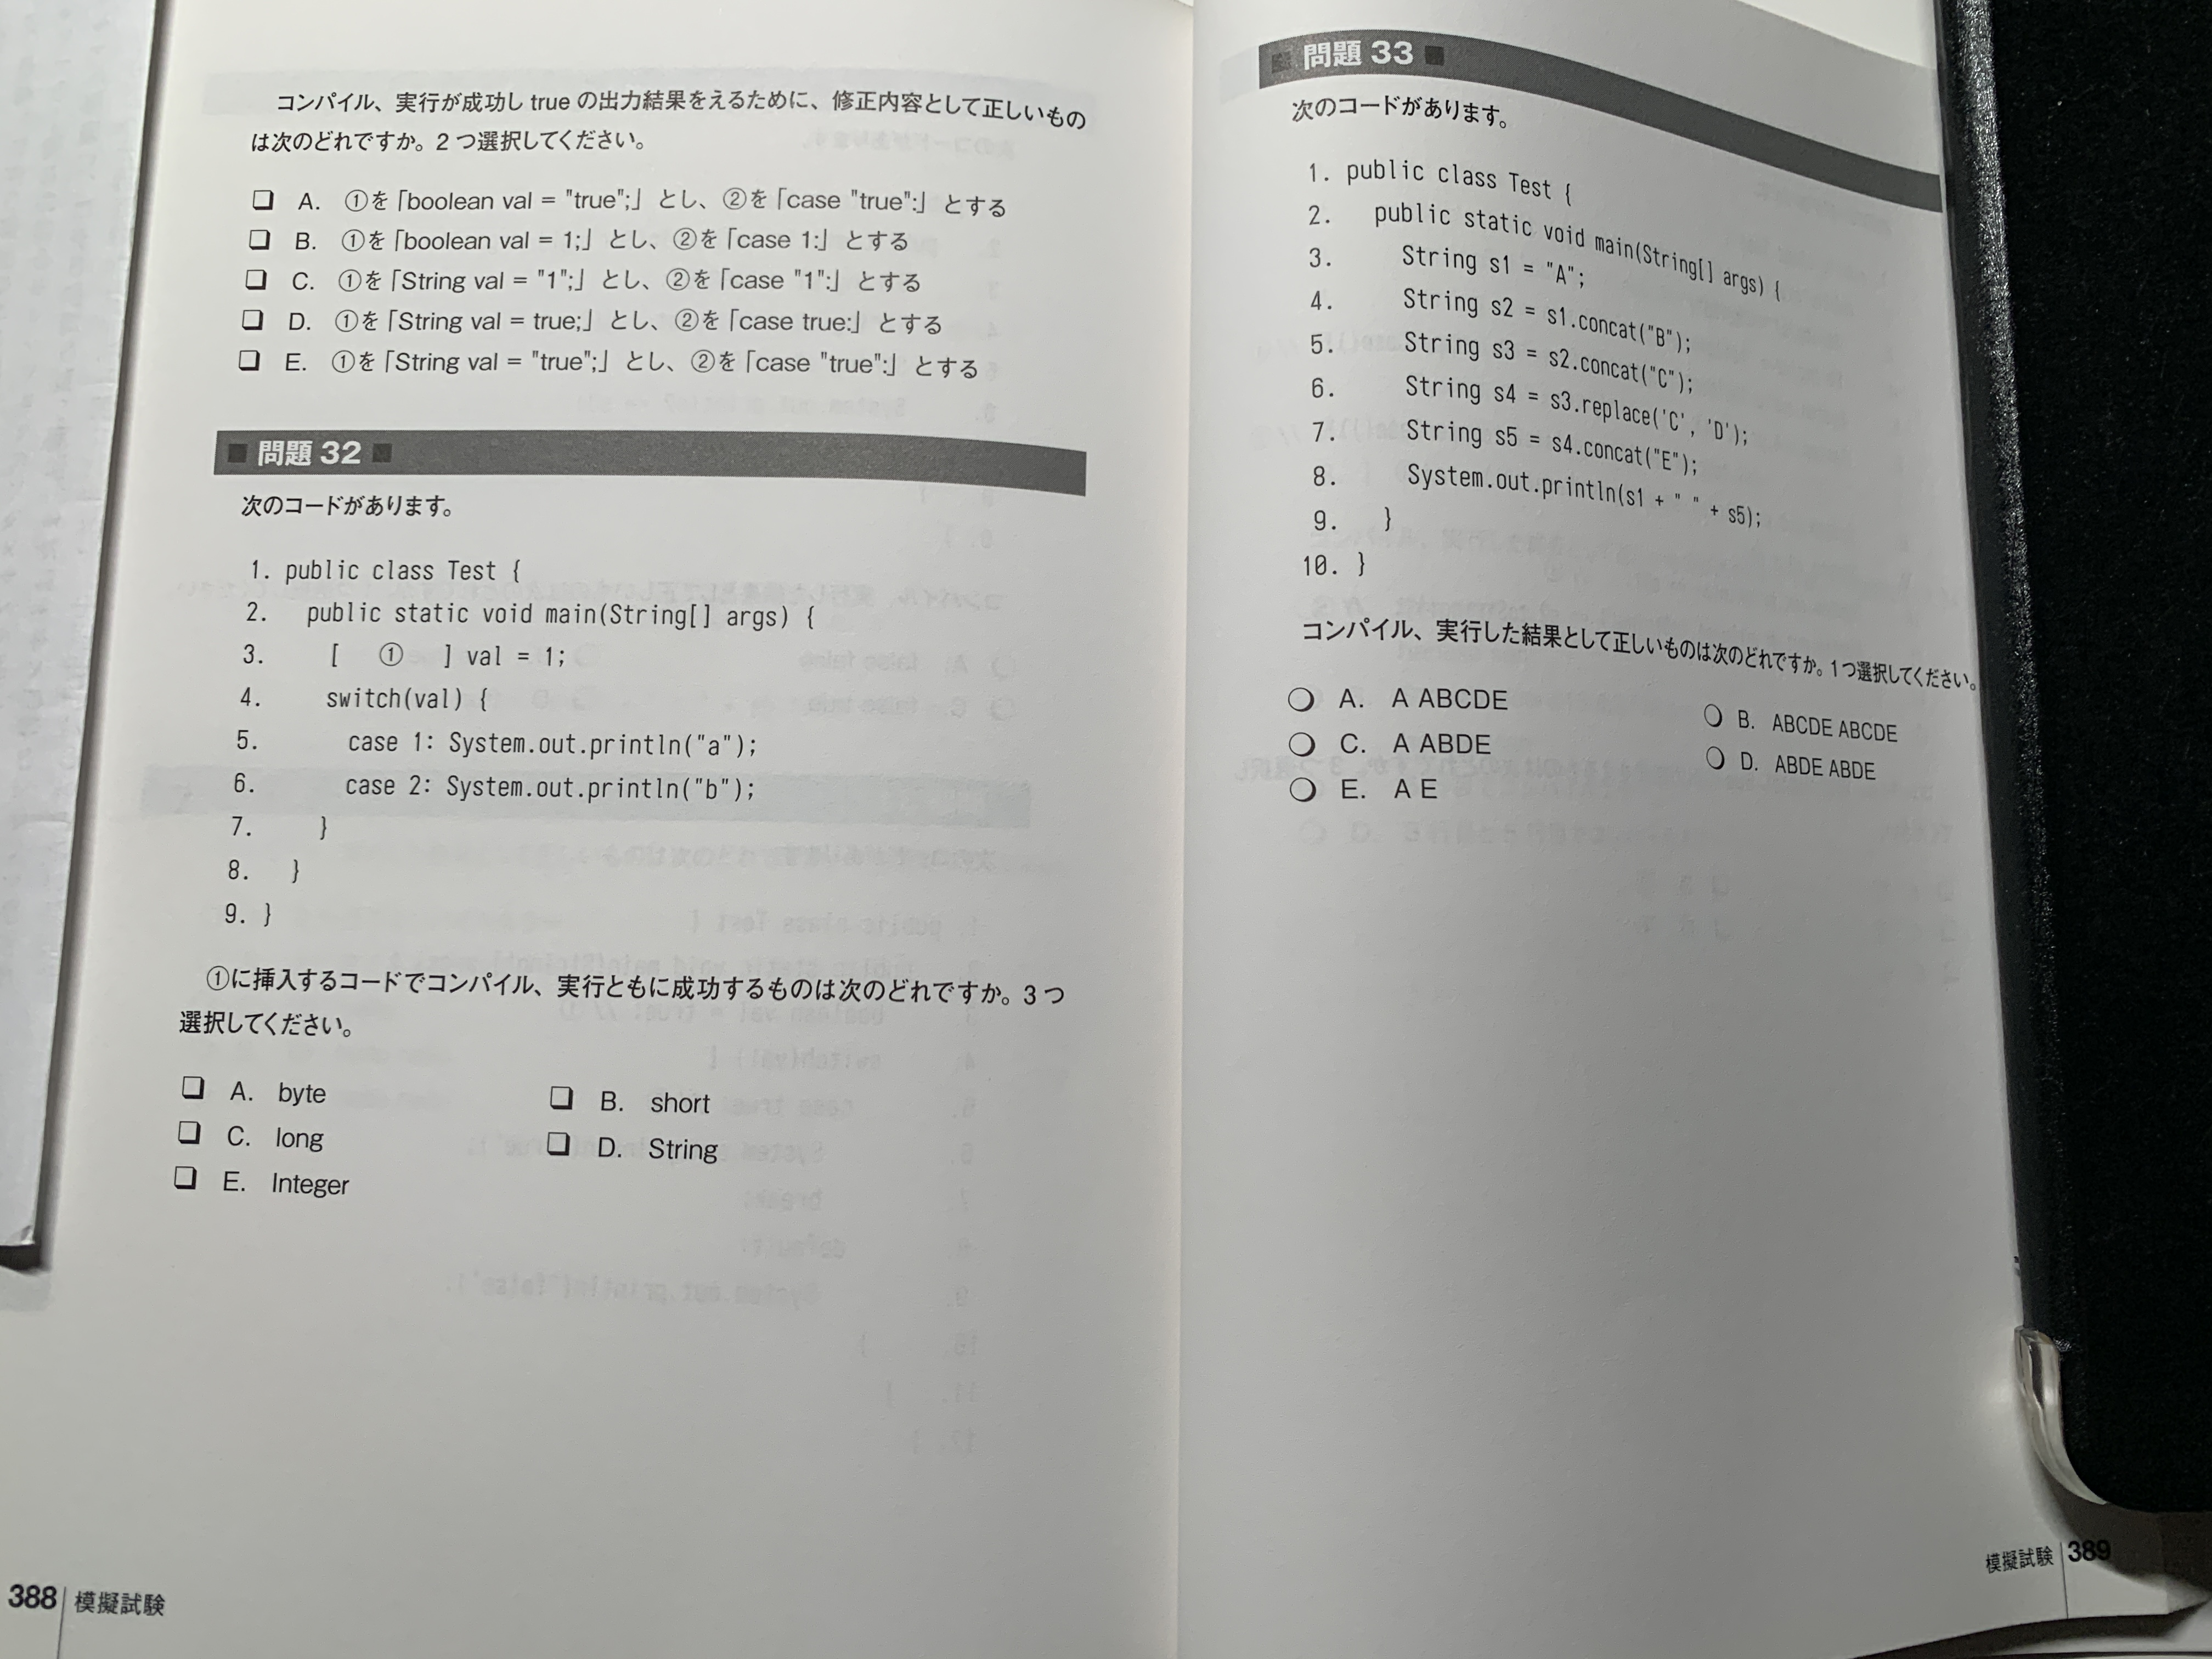 コンパイル、実行が成功し true の出力結果をえるために、修正内容として正しいもの
は次のどれですか。2 つ選択してください。
❏ A. ①を「boolean val = "true";」とし、②を「case "true":」とする
❏ B. ①を「boolean val = 1;」とし、②を「case 1:」とする
❏ C. ①を「String val = "1";」とし、②を「case "1":」とする
❏ D. ①を「String val = true;」とし、②を「case true:」とする
❏ E. ①を「String val = "true";」とし、②を「case "true":」とする
■ 問題 32 ■
次のコードがあります。
1. public class Test {
2. public static void main(String[] args) {
3. [ ① ] val = 1;
4. switch(val) {
5. case 1: System.out.println("a");
6. case 2: System.out.println("b");
7. }
8. }
9. }
①に挿入するコードでコンパイル、実行ともに成功するものは次のどれですか。3 つ
選択してください。
❏ A. byte ❏ B. short
❏ C. long ❏ D. String
❏ E. Integer
388 模擬試験
■ 問題 33 ■
次のコードがあります。
1. public class Test {
2. public static void main(String[] args) {
3. String s1 = "A";
4. String s2 = s1.concat("B");
5. String s3 = s2.concat("C");
6. String s4 = s3.replace('C', 'D');
7. String s5 = s4.concat("E");
8. System.out.println(s1 + " " + s5);
9. }
10. }
コンパイル、実行した結果として正しいものは次のどれですか。1つ選択してください。
○ A. A ABCDE ○ B. ABCDE ABCDE
○ C. A ABDE ○ D. ABDE ABDE
○ E. A E
模擬試験 389